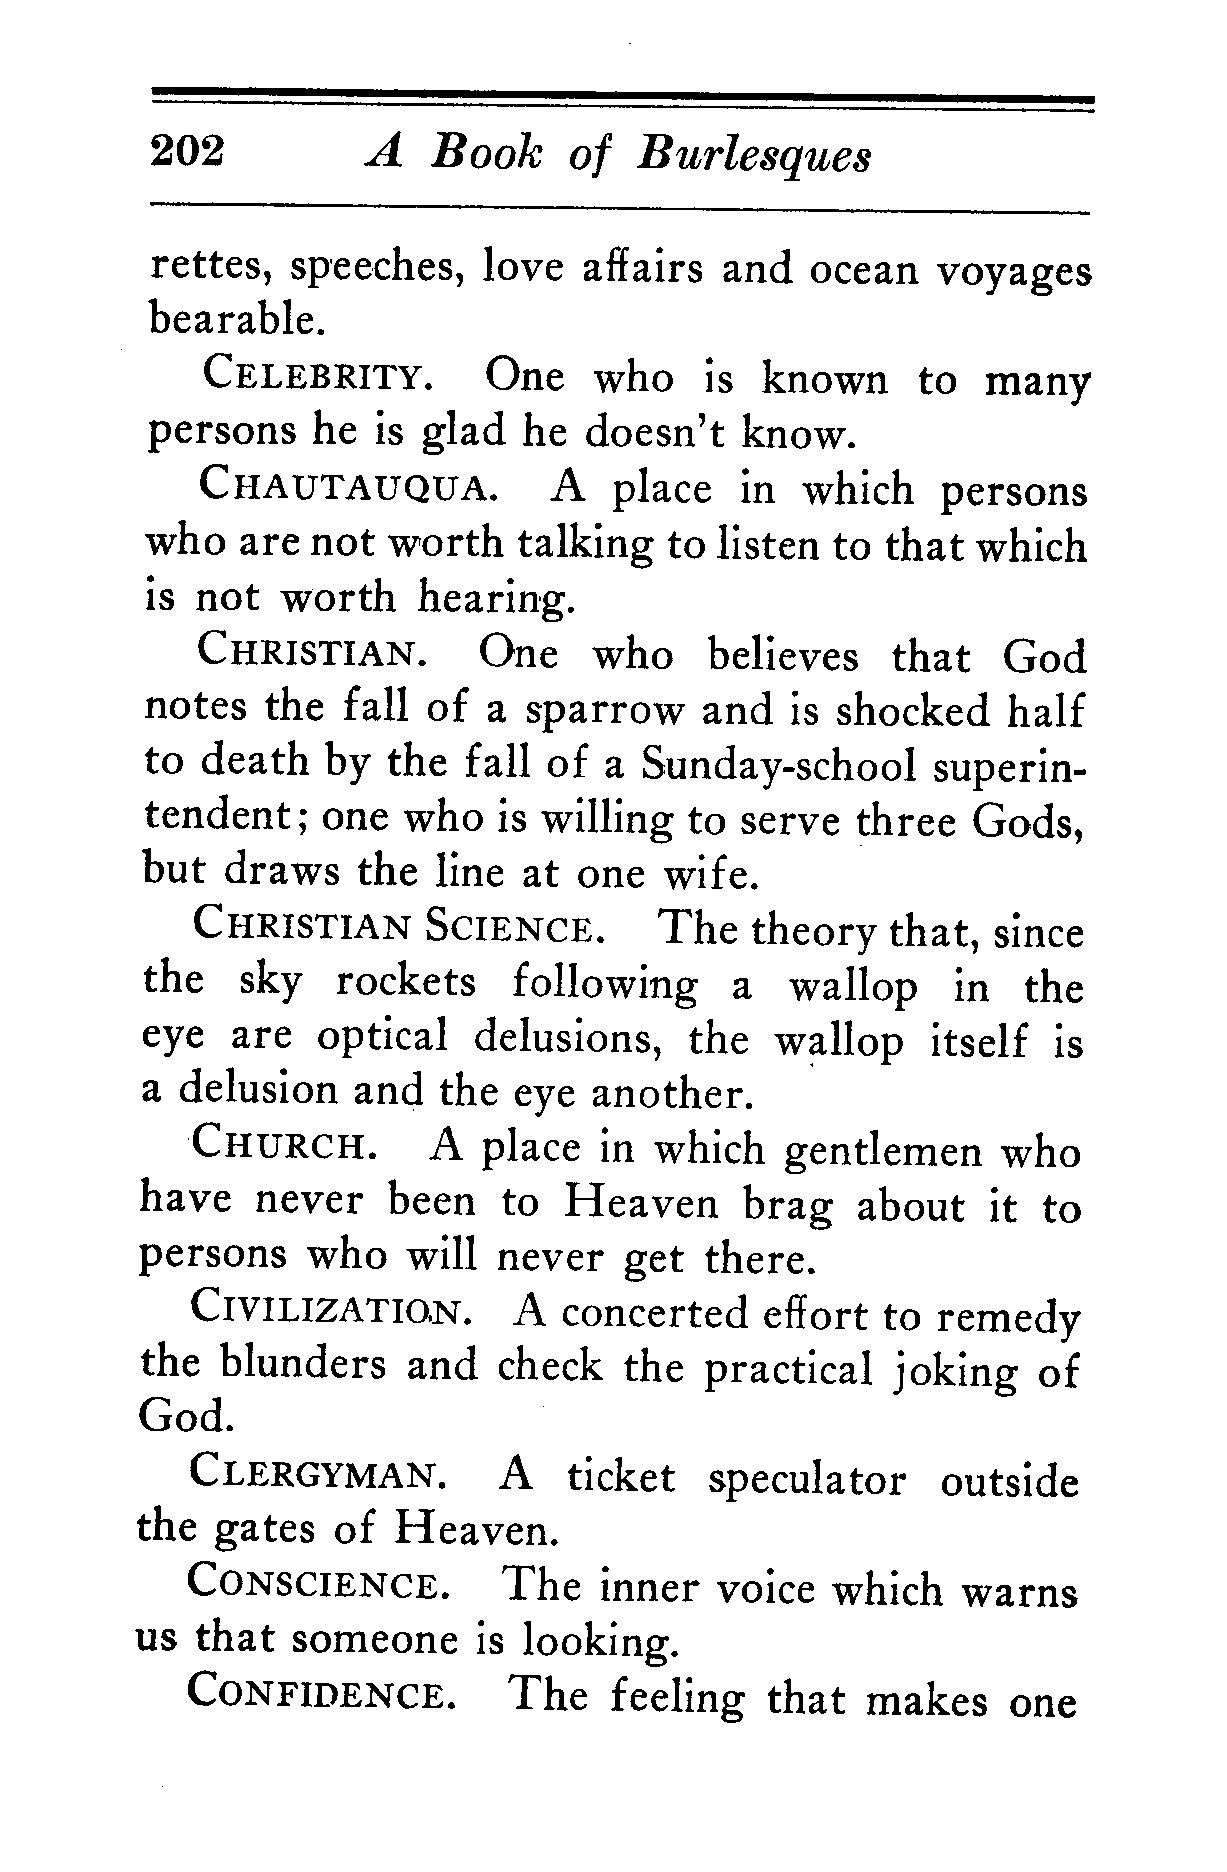 202 A Book of Burlesques
rettes, speeches, love affairs and ocean voyages
bearable.
CELEBRITY. One who is known to many
persons he is glad he doesn't know.
CHAUTAUQUA. A place in which persons
who are not worth talking to listen to that which
is not worth hearing.
CHRISTIAN. One who believes that God
notes the fall of a sparrow and is shocked half
to death by the fall of a Sunday-school superin-
tendent; one who is willing to serve three Gods,
but draws the line at one wife.
CHRISTIAN SCIENCE. The theory that, since
the sky rockets following a wallop in the
eye are optical delusions, the wallop itself is
a delusion and the eye another.
CHURCH. A place in which gentlemen who
have never been to Heaven brag about it to
persons who will never get there.
CIVILIZATION. A concerted effort to remedy
the blunders and check the practical joking of
God.
CLERGYMAN. A ticket speculator outside
the gates of Heaven.
CONSCIENCE. The inner voice which warns
us that someone is looking.
CONFIDENCE. The feeling that makes one